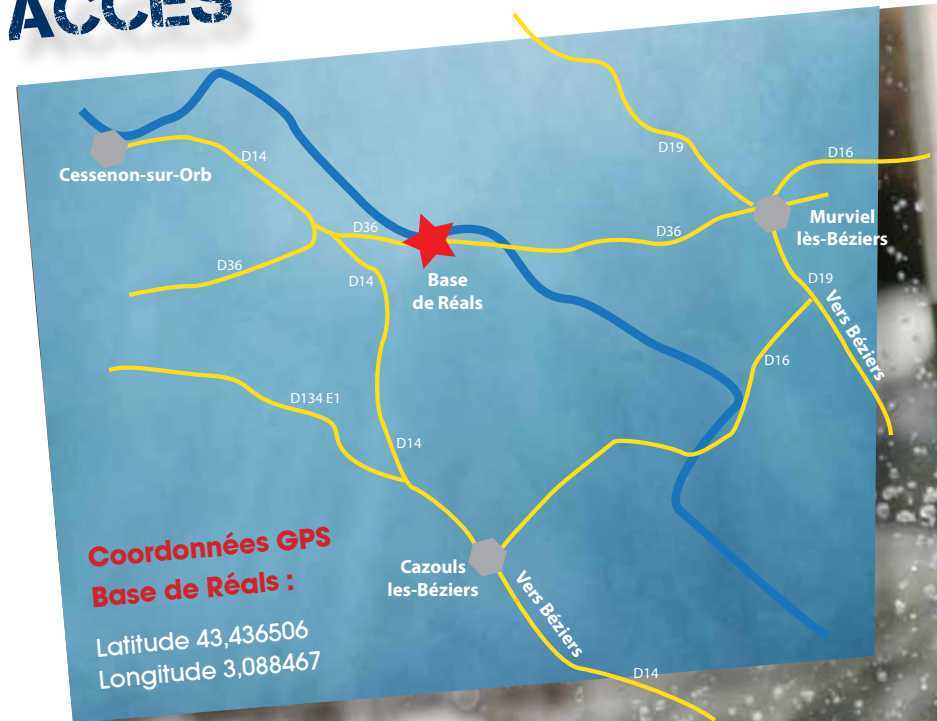 ACCÈS
D14
Cessenon-sur-Orb
D36
D36
D14
Base
de Réals
D19
D16
D36
Murviel
lès-Béziers
D19
Vers Béziers
D16
D134 E1
D14
Cazouls
les-Béziers
Vers Béziers
D14
Coordonnées GPS
Base de Réals :
Latitude 43,436506
Longitude 3,088467